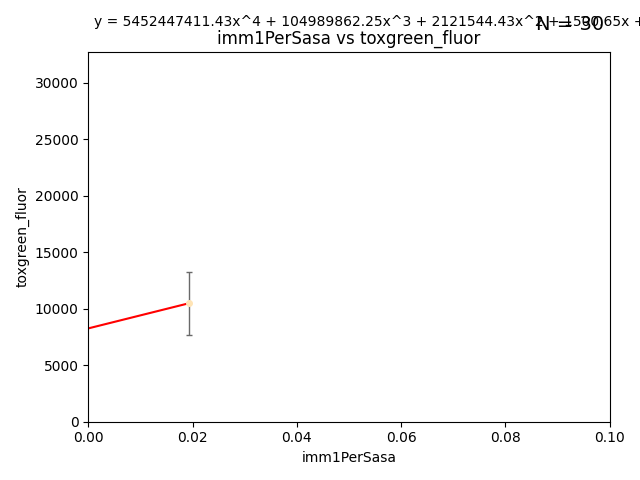 y = 5452447411.43x^4 + 104989862.25x^3 + 2121544.43x^2 +
N = 30
imm1PerSasa vs toxgreen_fluor
30000
25000
20000
15000
10000
5000
0
toxgreen_fluor
0.00 0.02 0.04 0.06 0.08 0.10
imm1PerSasa